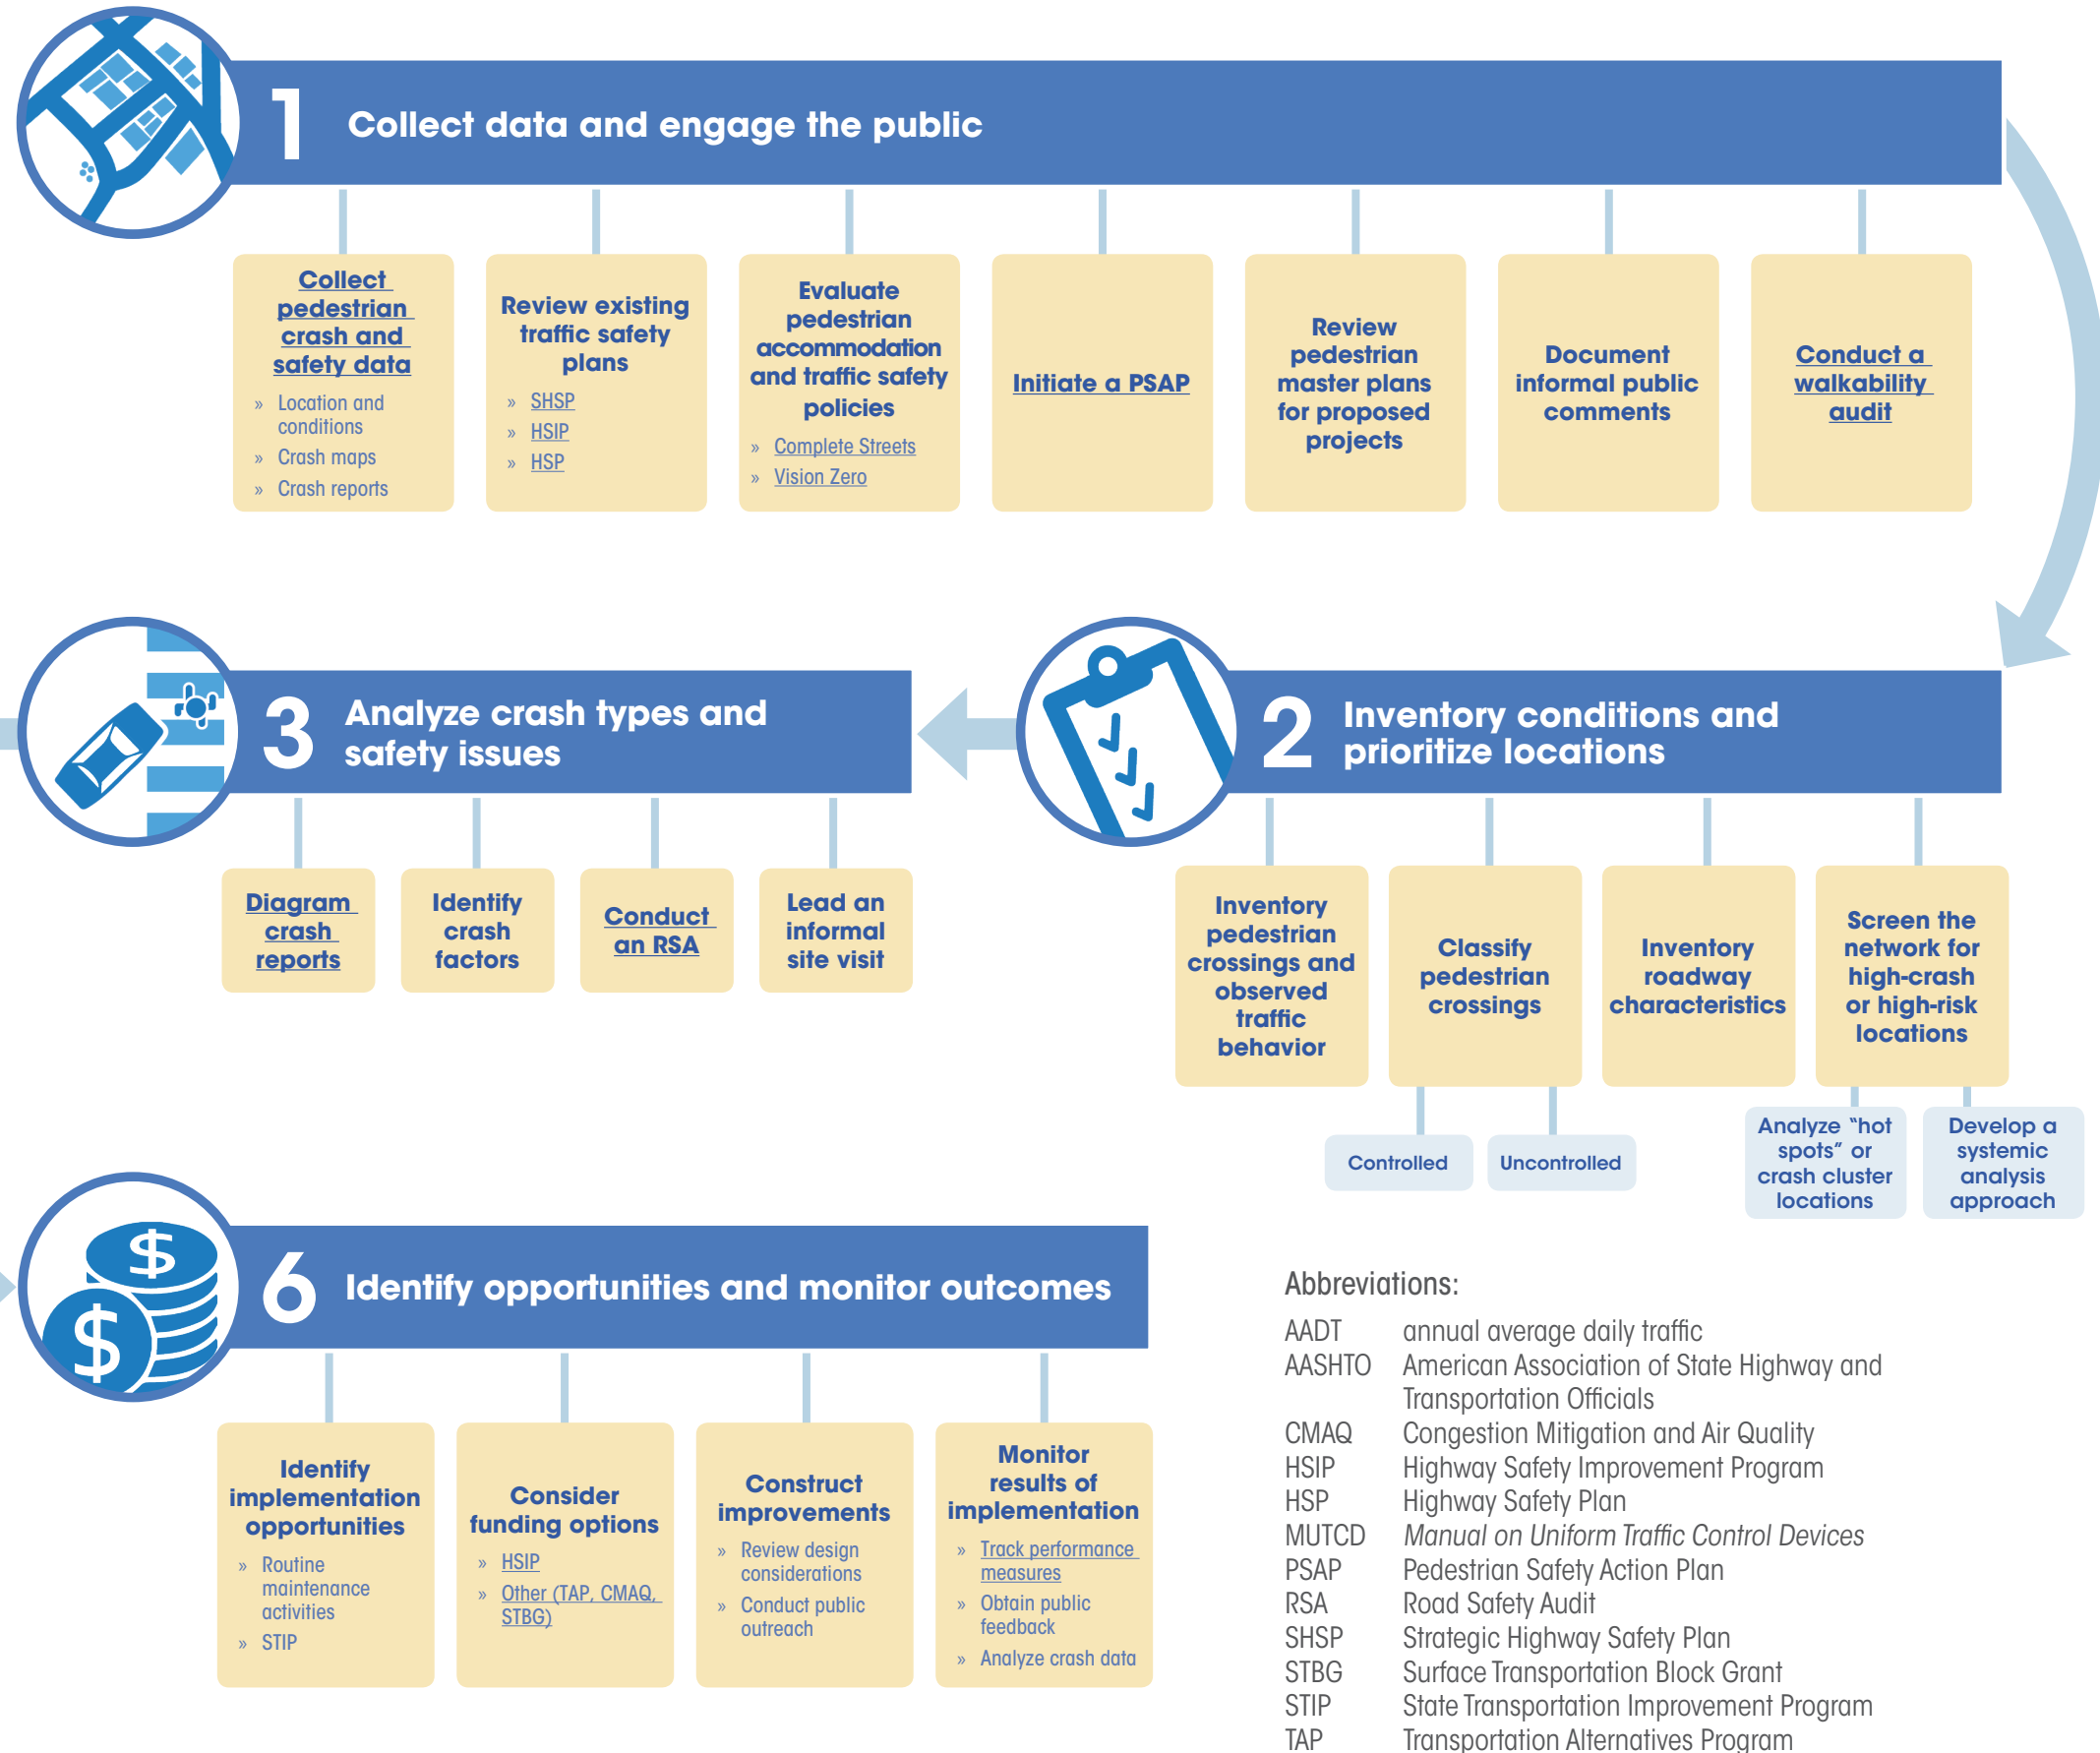 1 Collect data and engage the public
Collect
pedestrian
crash and
safety data
» Location and
conditions
» Crash maps
» Crash reports
Review existing
traffic safety
plans
» SHSP
» HSIP
» HSP
Evaluate
pedestrian
accommodation
and traffic safety
policies
» Complete Streets
» Vision Zero
Initiate a PSAP
Review
pedestrian
master plans
for proposed
projects
Document
informal public
comments
Conduct a
walkability
audit
2 Inventory conditions and
prioritize locations
Inventory
pedestrian
crossings and
observed
traffic
behavior
Classify
pedestrian
crossings
Controlled
Uncontrolled
Inventory
roadway
characteristics
Screen the
network for
high-crash
or high-risk
locations
Analyze “hot
spots” or
crash cluster
locations
Develop a
systemic
analysis
approach
3 Analyze crash types and
safety issues
Diagram
crash
reports
Identify
crash
factors
Conduct
an RSA
Lead an
informal
site visit
$
$
6 Identify opportunities and monitor outcomes
Identify
implementation
opportunities
» Routine
maintenance
activities
» STIP
Consider
funding options
» HSIP
» Other (TAP, CMAQ,
STBG)
Construct
improvements
» Review design
considerations
» Conduct public
outreach
Monitor
results of
implementation
» Track performance
measures
» Obtain public
feedback
» Analyze crash data
Abbreviations:
AADT annual average daily traffic
AASHTO American Association of State Highway and
Transportation Officials
CMAQ Congestion Mitigation and Air Quality
HSIP Highway Safety Improvement Program
HSP Highway Safety Plan
MUTCD Manual on Uniform Traffic Control Devices
PSAP Pedestrian Safety Action Plan
RSA Road Safety Audit
SHSP Strategic Highway Safety Plan
STBG Surface Transportation Block Grant
STIP State Transportation Improvement Program
TAP Transportation Alternatives Program